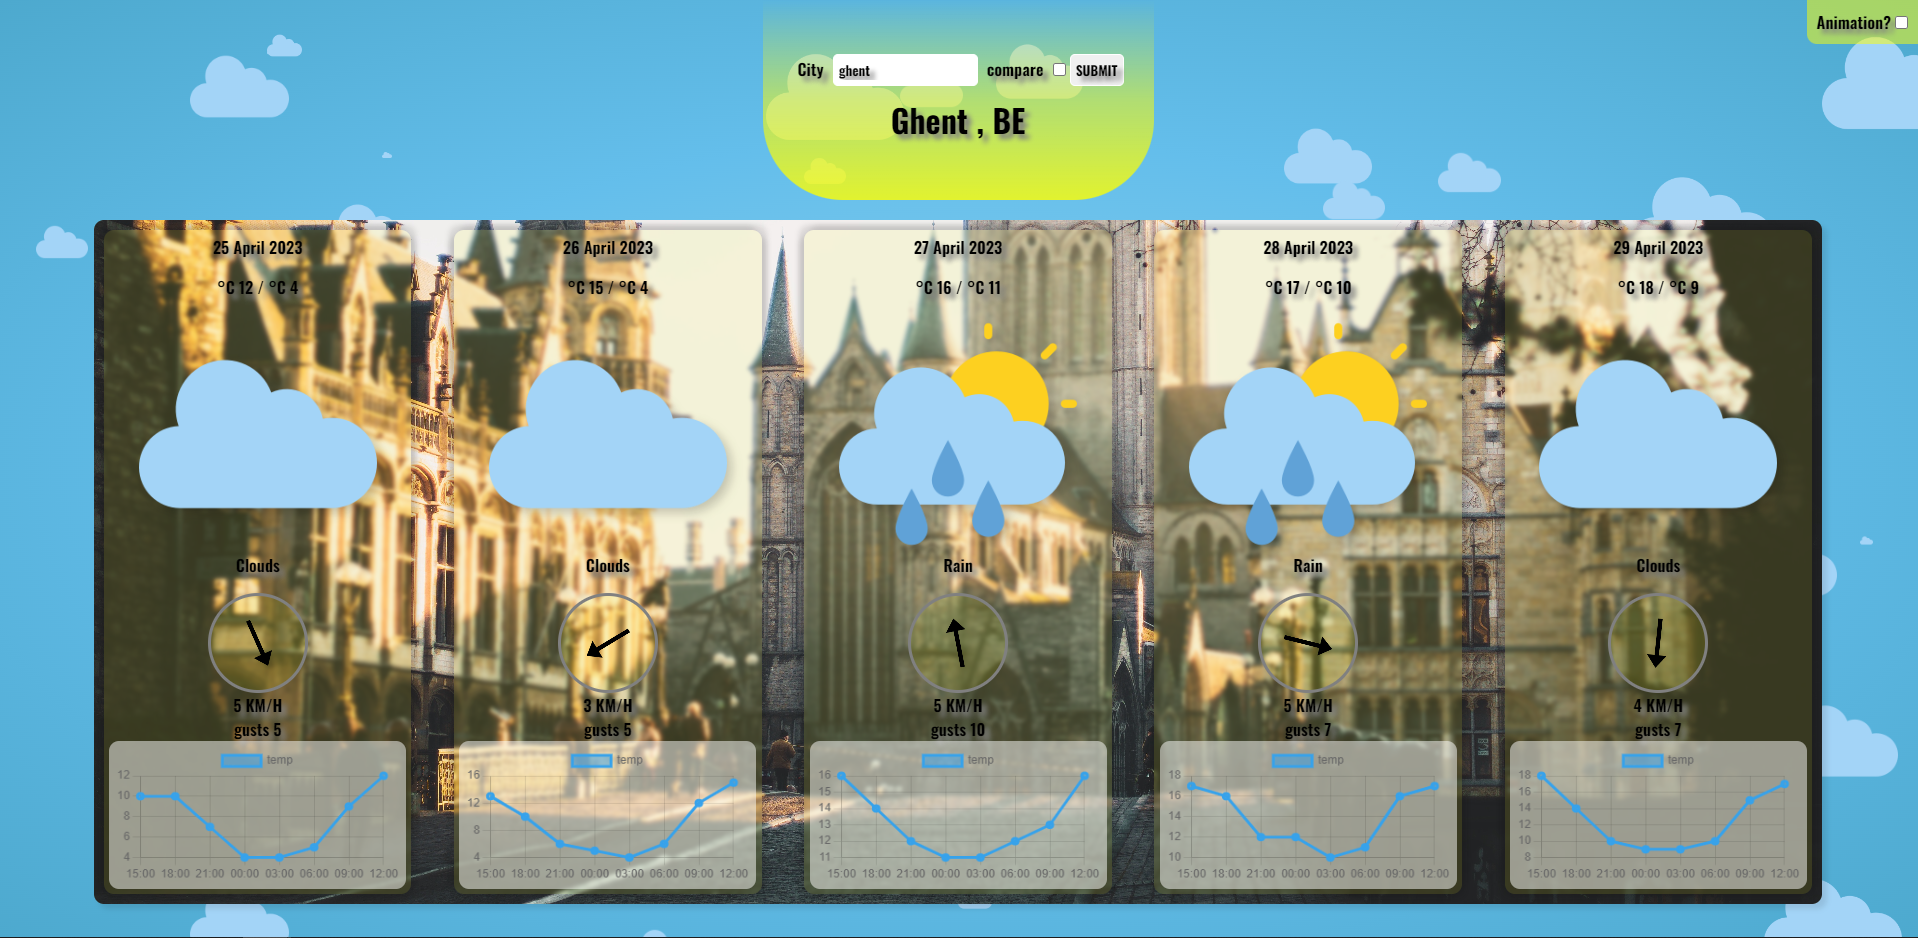 Animation?
City ghent compare SUBMIT
Ghent , BE
25 April 2023
°C 12 / °C 4
Clouds
5 KM/H
gusts 5
temp
12
10
8
6
4
15:00 18:00 21:00 00:00 03:00 06:00 09:00 12:00
26 April 2023
°C 15 / °C 4
Clouds
3 KM/H
gusts 5
temp
16
12
8
4
15:00 18:00 21:00 00:00 03:00 06:00 09:00 12:00
27 April 2023
°C 16 / °C 11
Rain
5 KM/H
gusts 10
temp
16
15
14
13
12
11
15:00 18:00 21:00 00:00 03:00 06:00 09:00 12:00
28 April 2023
°C 17 / °C 10
Rain
5 KM/H
gusts 7
temp
18
16
14
12
10
15:00 18:00 21:00 00:00 03:00 06:00 09:00 12:00
29 April 2023
°C 18 / °C 9
Clouds
4 KM/H
gusts 7
temp
18
16
14
12
10
8
15:00 18:00 21:00 00:00 03:00 06:00 09:00 12:00